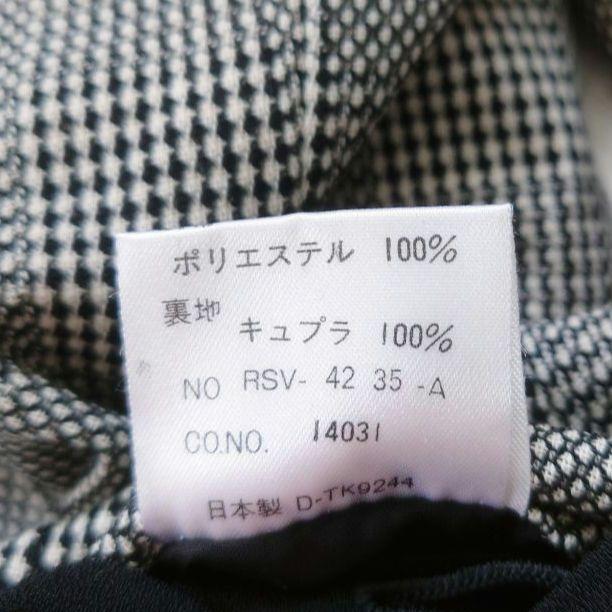 ポリエステル 100%
裏地
キュプラ 100%
NO RSV- 42 35 -A
CO.NO. 14031
日本製 D-TK9244